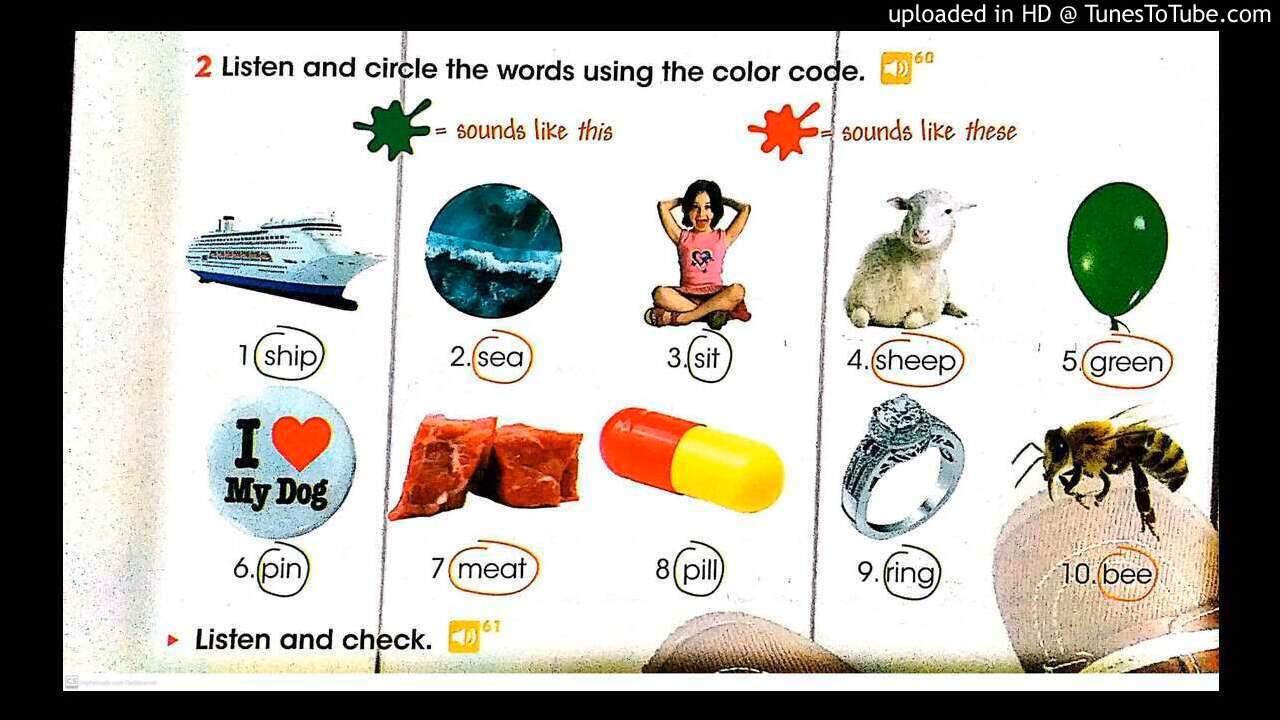 uploaded in HD @ TunesToTube.com
2 Listen and circle the words using the color code. 60
= sounds like this
= sounds like these
1 ship
2. sea
3. sit
4. sheep
5. green
I
My Dog
6. pin
7 meat
8 pill
9. ring
10. bee
Listen and check. 61